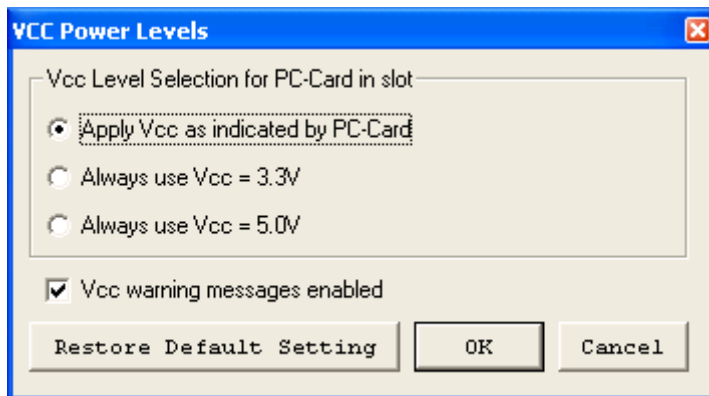 VCC Power Levels
Vcc Level Selection for PC-Card in slot
Apply Vcc as indicated by PC-Card
Always use Vcc = 3.3V
Always use Vcc = 5.0V
Vcc warning messages enabled
Restore Default Setting OK Cancel